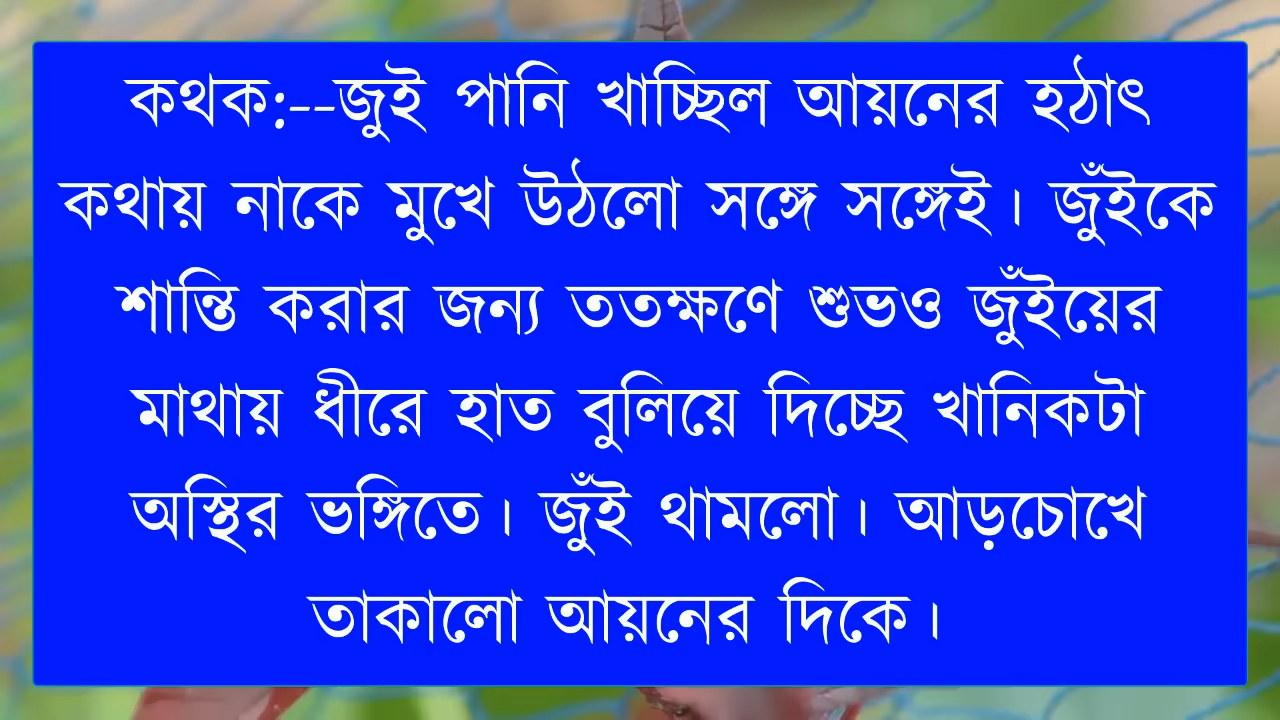 কথক:--জুই পানি খাচ্ছিল আয়নের হঠাৎ
কথায় নাকে মুখে উঠলো সঙ্গে সঙ্গেই। জুঁইকে
শান্তি করার জন্য ততক্ষণে শুভও জুঁইয়ের
মাথায় ধীরে হাত বুলিয়ে দিচ্ছে খানিকটা
অস্থির ভঙ্গিতে। জুঁই থামলো। আড়চোখে
তাকালো আয়নের দিকে।